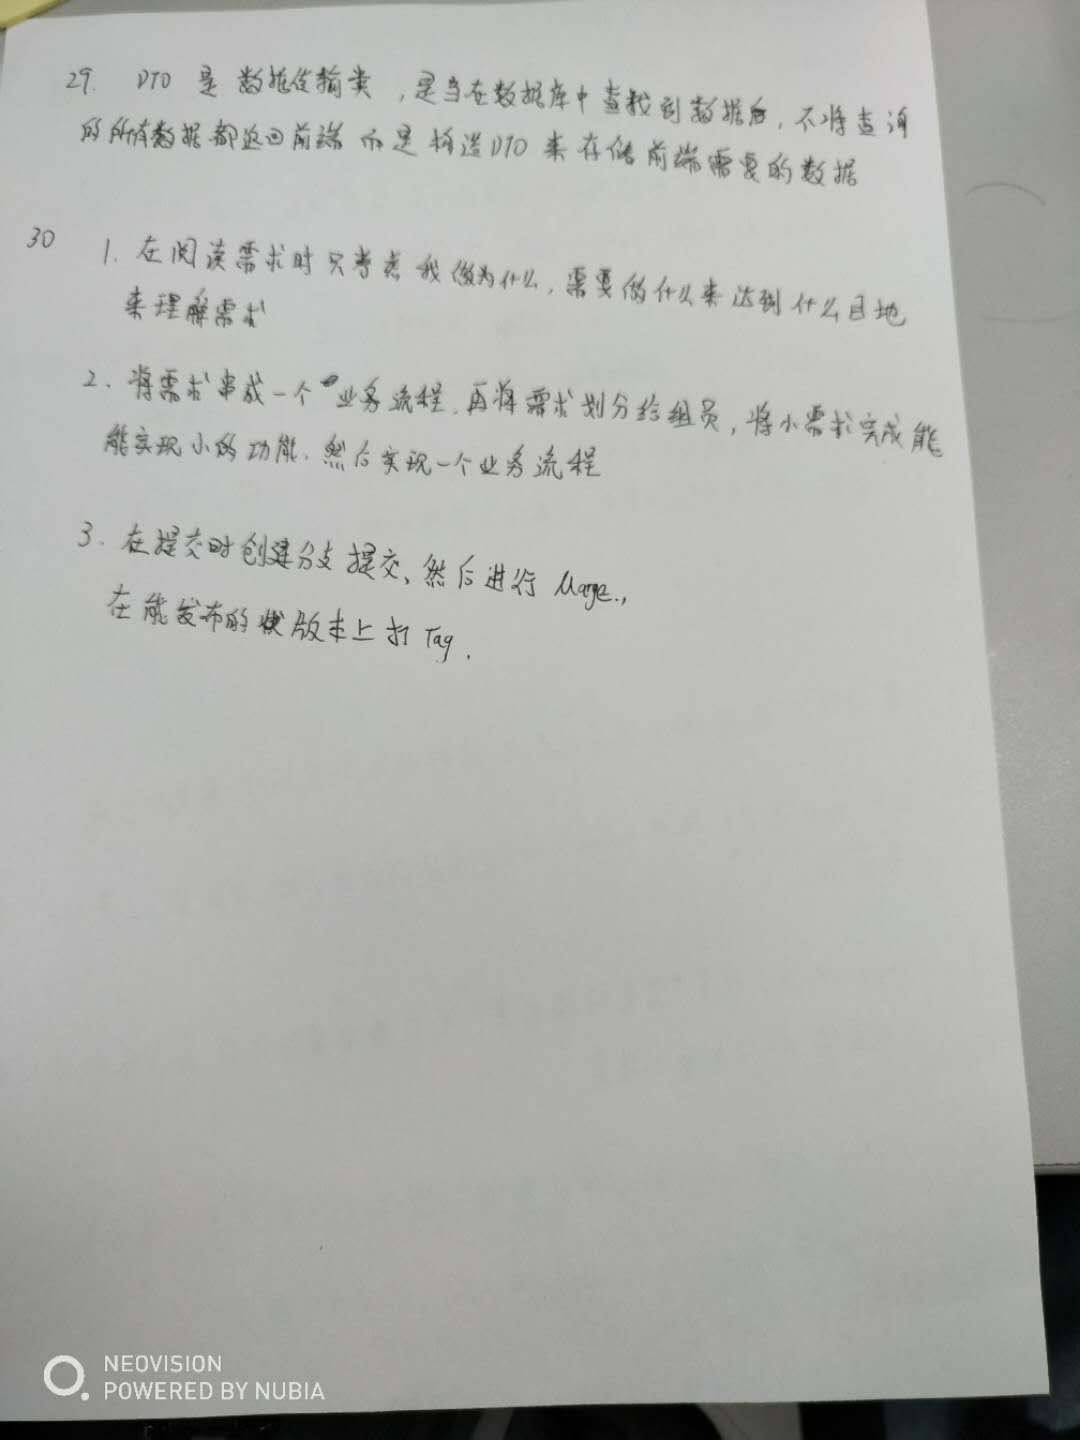 29. DTO 是 数据传输类，是当在数据库中查找到数据后，不将查询
的所有数据都返回前端 而是构造DTO 来存储前端需要的数据
30 1. 在阅读需求时只考虑 我做为什么，需要做什么来达到什么目地
来理解需求
2、将需求串成一个业务流程，再将需求划分给组员，将小需求完成能
能实现小的功能、然后实现一个业务流程
3. 在提交时创建分支提交、然后进行 Marge.,
在能发布的版本上打 Tag.
NEOVISION
POWERED BY NUBIA